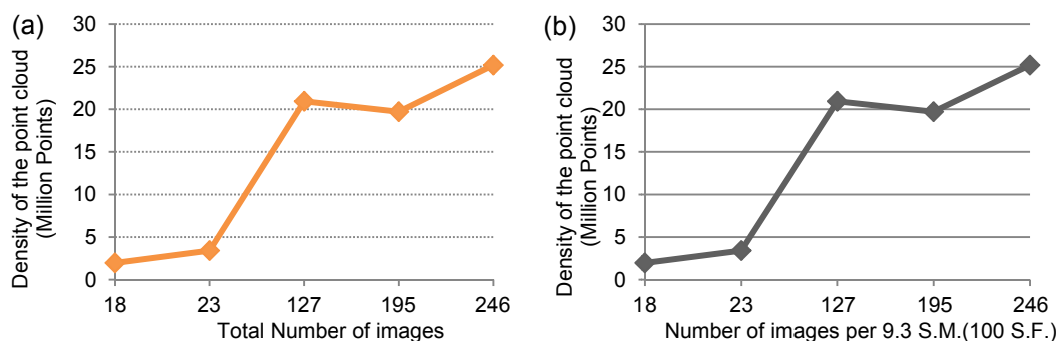 (a)
Density of the point cloud
(Million Points)
30
25
20
15
10
5
0
18 23 127 195 246
Total Number of images
(b)
Density of the point cloud
(Million Points)
30
25
20
15
10
5
0
18 23 127 195 246
Number of images per 9.3 S.M.(100 S.F.)